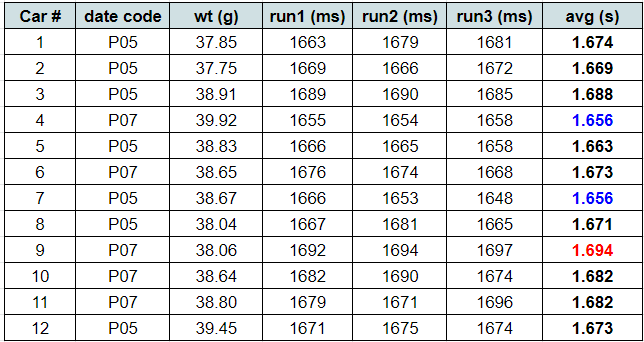 Car # date code wt (g) run1 (ms) run2 (ms) run3 (ms) avg (s)
1 P05 37.85 1663 1679 1681 1.674
2 P05 37.75 1669 1666 1672 1.669
3 P05 38.91 1689 1690 1685 1.688
4 P07 39.92 1655 1654 1658 1.656
5 P05 38.83 1666 1665 1658 1.663
6 P07 38.65 1676 1674 1668 1.673
7 P05 38.67 1666 1653 1648 1.656
8 P05 38.04 1667 1681 1665 1.671
9 P07 38.06 1692 1694 1697 1.694
10 P07 38.64 1682 1690 1674 1.682
11 P07 38.80 1679 1671 1696 1.682
12 P05 39.45 1671 1675 1674 1.673